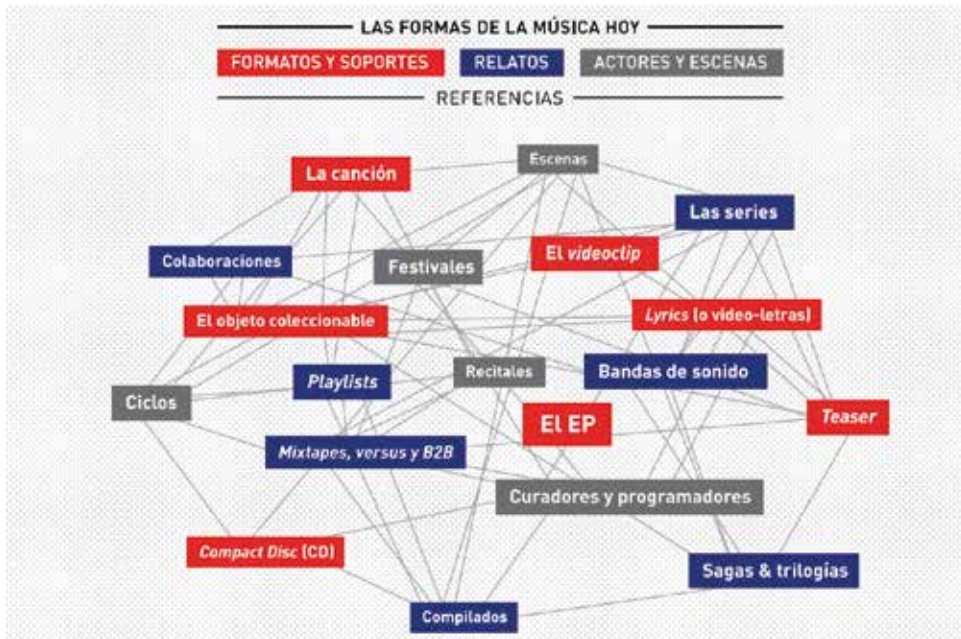 LAS FORMAS DE LA MÚSICA HOY
FORMATOS Y SOPORTES RELATOS ACTORES Y ESCENAS
REFERENCIAS
Escenas
La canción
Las series
El videoclip
Colaboraciones
Festivales
Lyrics (o video-letras)
El objeto coleccionable
Recitales
Bandas de sonido
Playlists
Ciclos
Teaser
El EP
Mixtapes, versus y B2B
Curadores y programadores
Compact Disc (CD)
Sagas & trilogías
Compilados